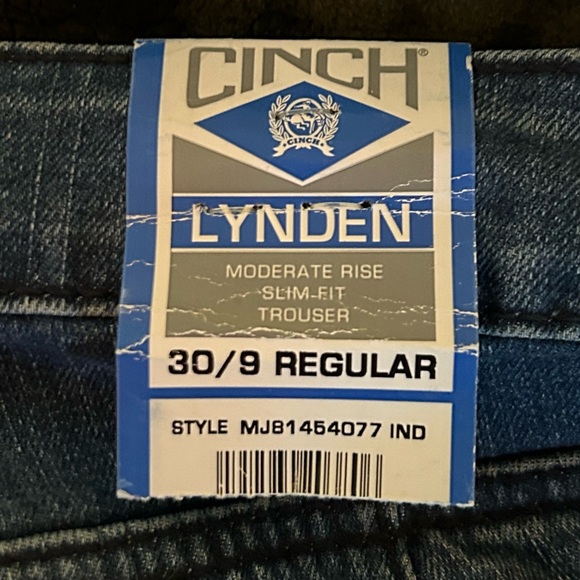 CINCH®
CINCH
LYNDEN
MODERATE RISE
SLIM FIT
TROUSER
30/9 REGULAR
STYLE MJ81454077 IND